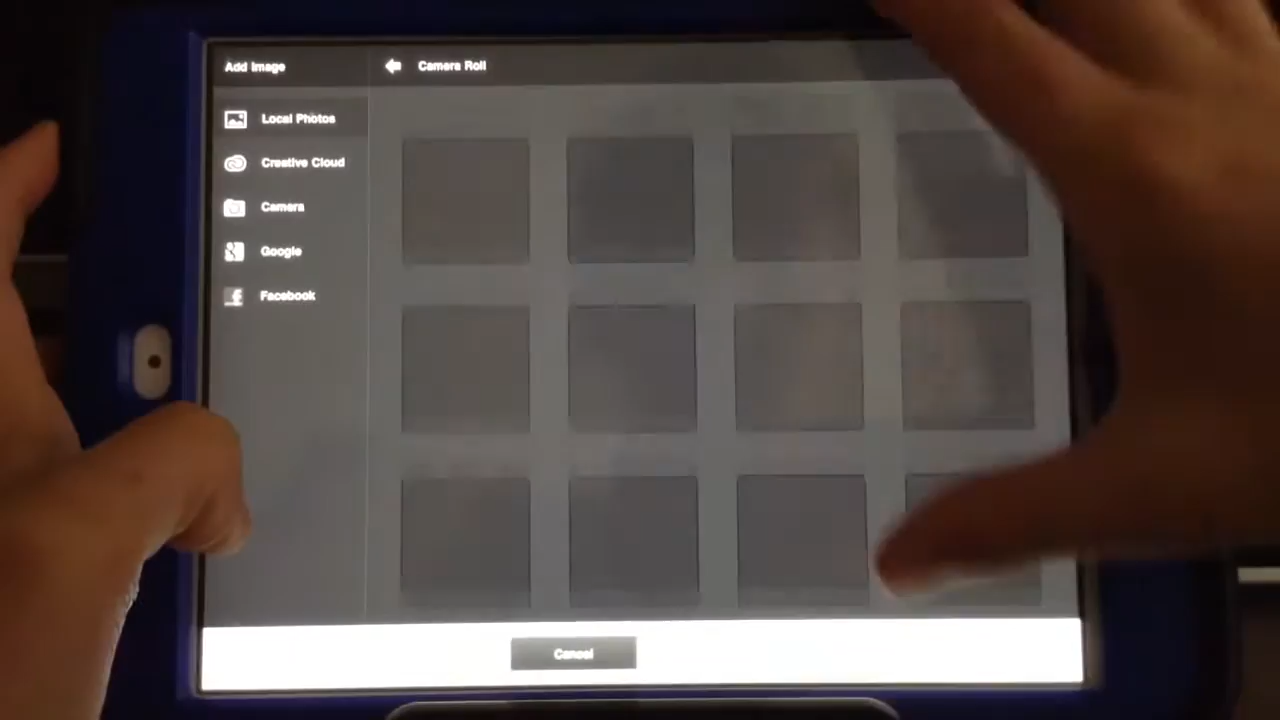 Add Image
Camera Roll
Local Photos
Creative Cloud
Camera
Google
Facebook
Cancel